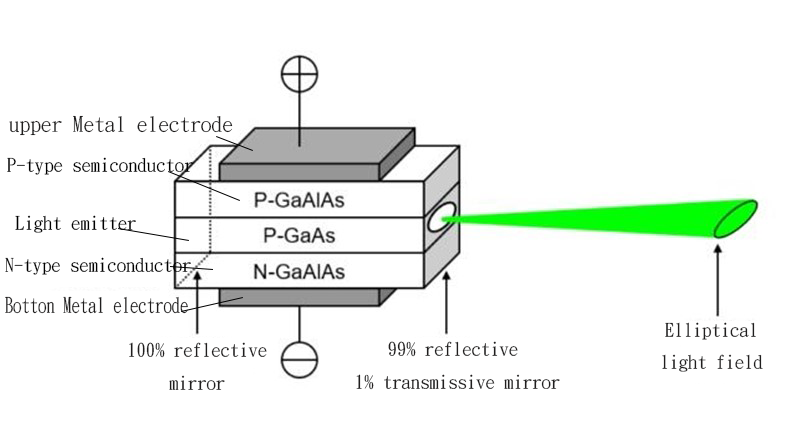 upper Metal electrode
P-type semiconductor
P-GaAlAs
Light emitter
P-GaAs
N-type semiconductor
N-GaAlAs
Botton Metal electrode
100% reflective
mirror
99% reflective
1% transmissive mirror
Elliptical
light field